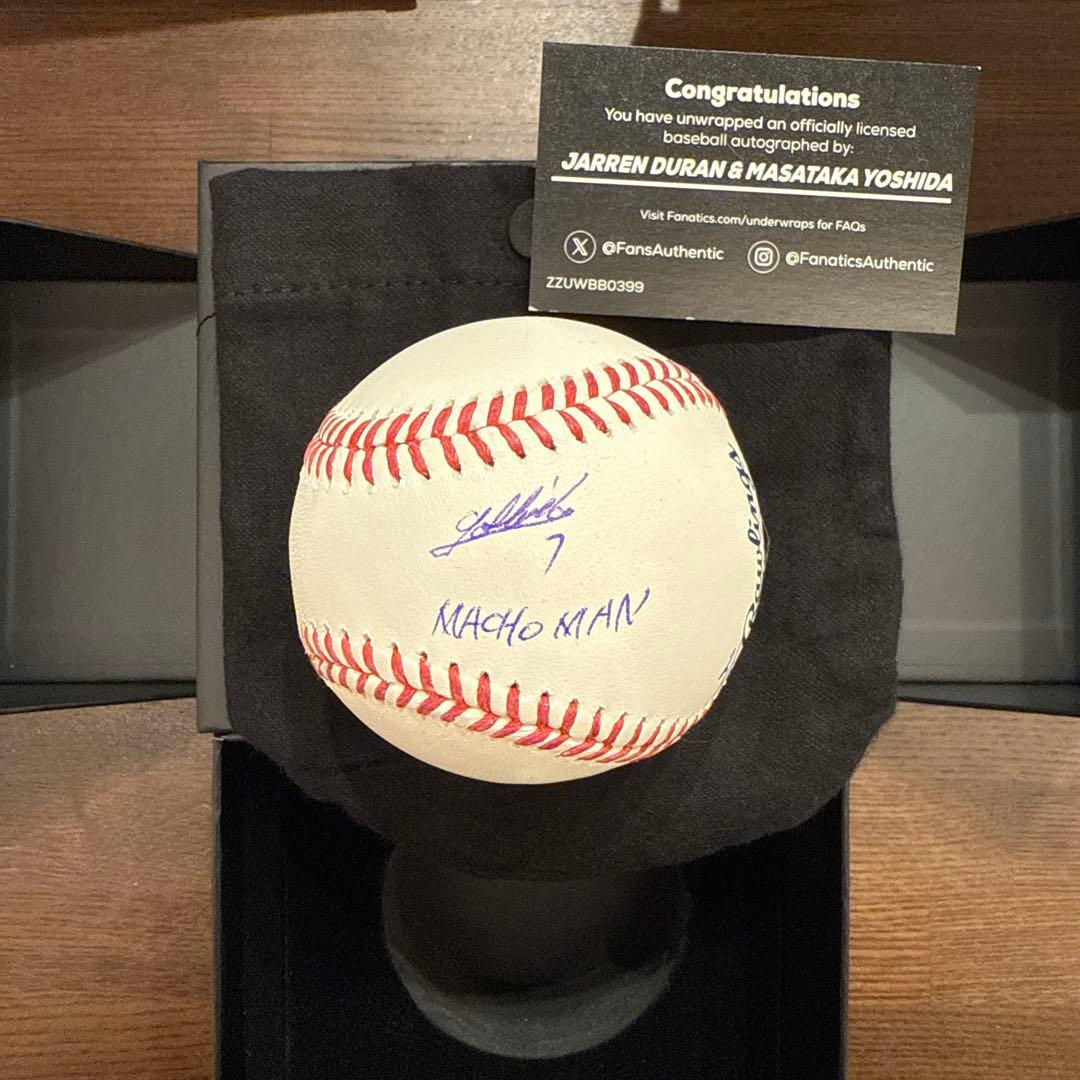 Congratulations
You have unwrapped an officially licensed
baseball autographed by:
JARREN DURAN & MASATAKA YOSHIDA
Visit Fanatics.com/underwraps for FAQs
@FansAuthentic @FanaticsAuthentic
ZZUWBB0399
Rawlings
7
MACHO MAN